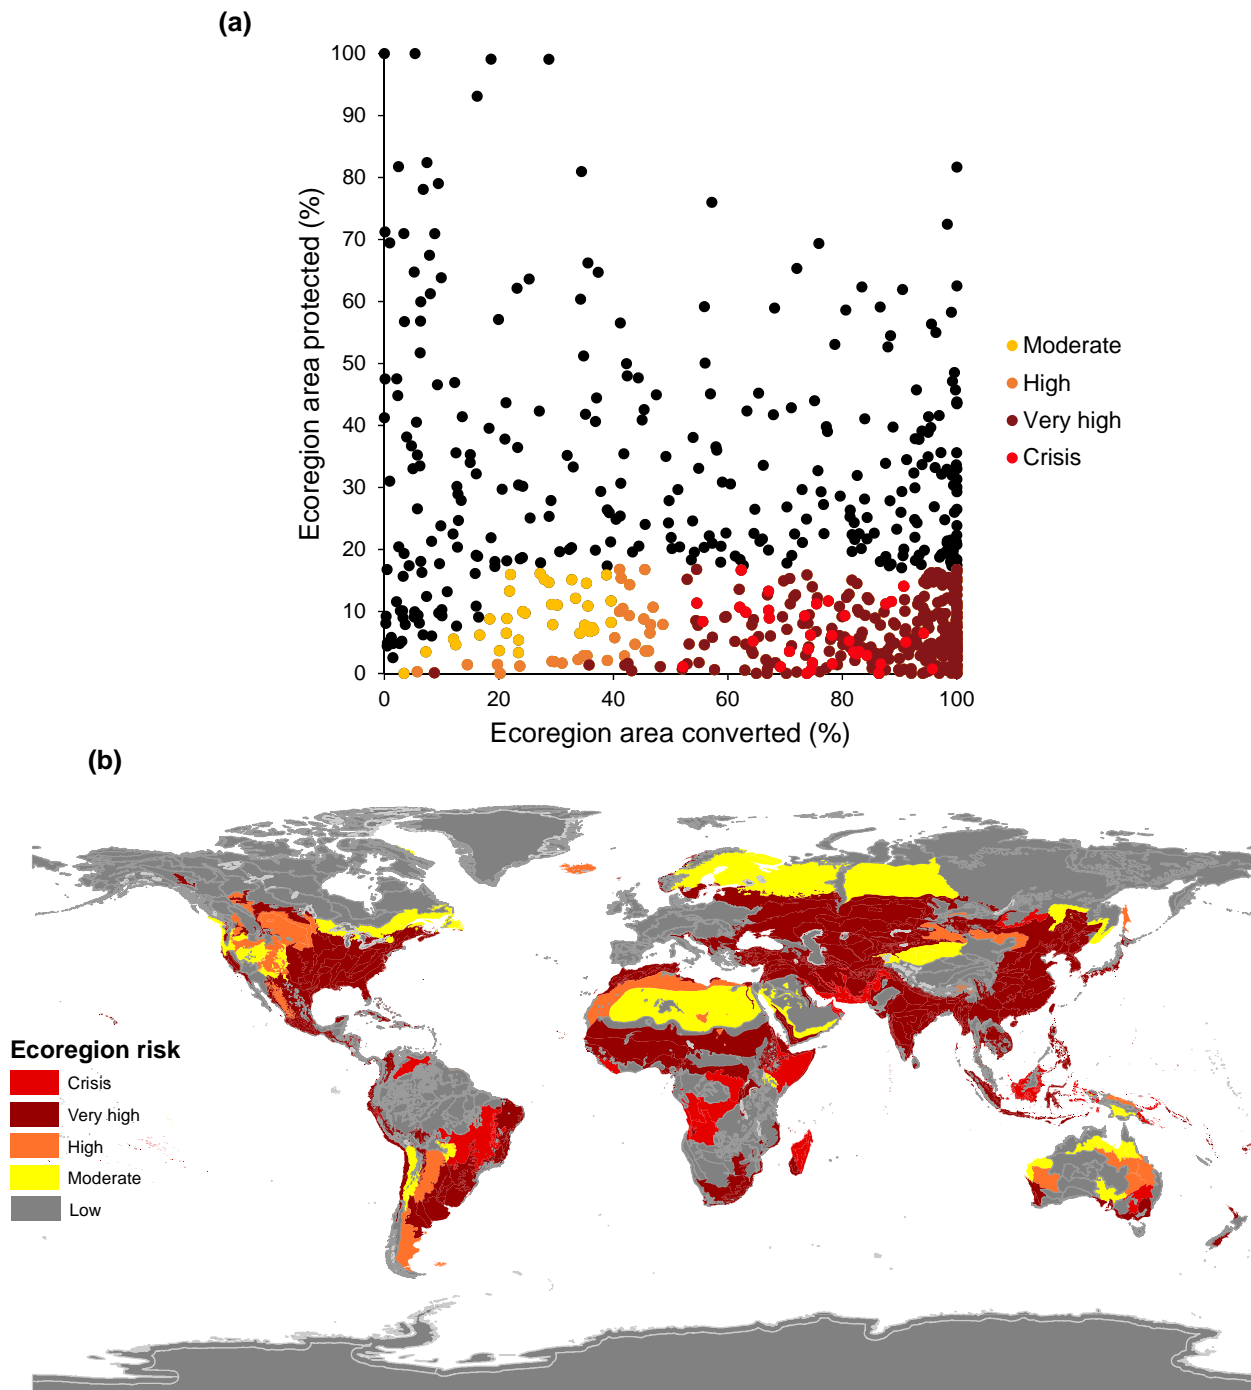 (a)
Ecoregion area protected (%)
100
90
80
70
60
50
40
30
20
10
0
0 20 40 60 80 100
Ecoregion area converted (%)
Moderate
High
Very high
Crisis
(b)
Ecoregion risk
Crisis
Very high
High
Moderate
Low